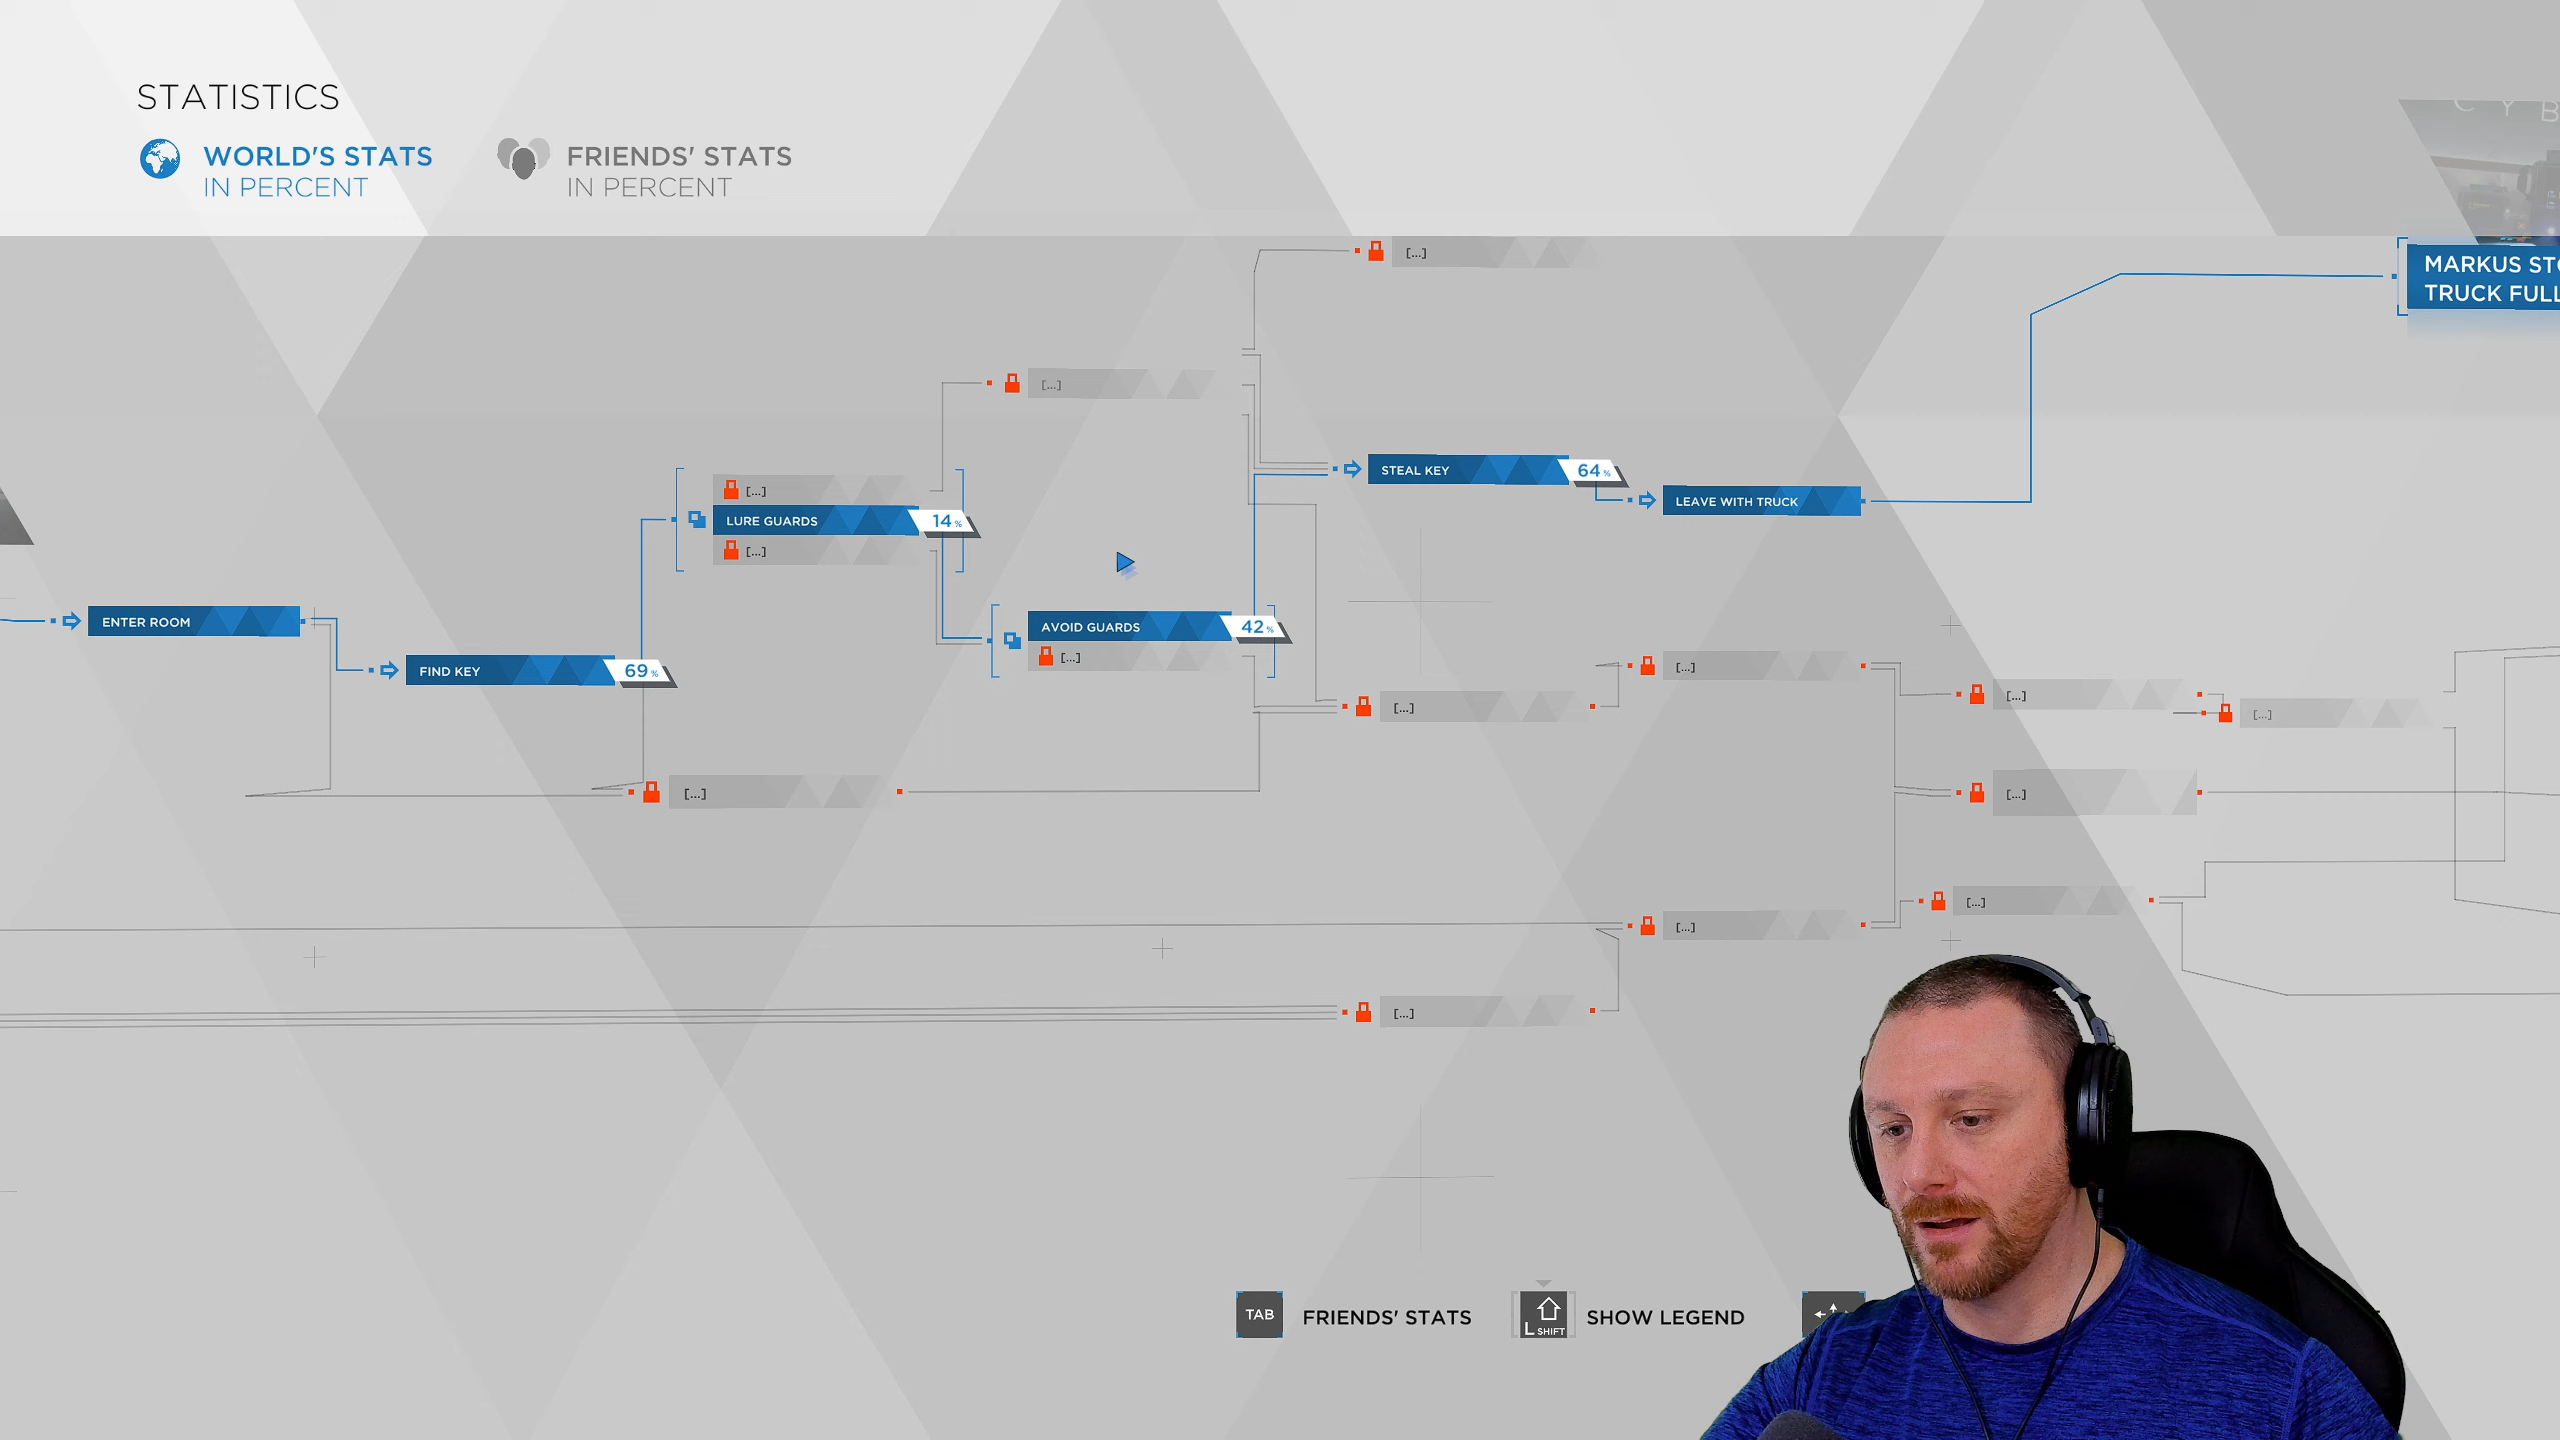 STATISTICS
WORLD'S STATS
IN PERCENT
FRIENDS' STATS
IN PERCENT
C Y B
[...]
MARKUS STO
TRUCK FULL
[...]
STEAL KEY 64%
[...]
LEAVE WITH TRUCK
LURE GUARDS 14%
[...]
ENTER ROOM
AVOID GUARDS 42%
[...]
FIND KEY 69%
[...]
[...]
[...]
[...]
[...]
[...]
[...]
[...]
[...]
TAB FRIENDS' STATS
L SHIFT SHOW LEGEND